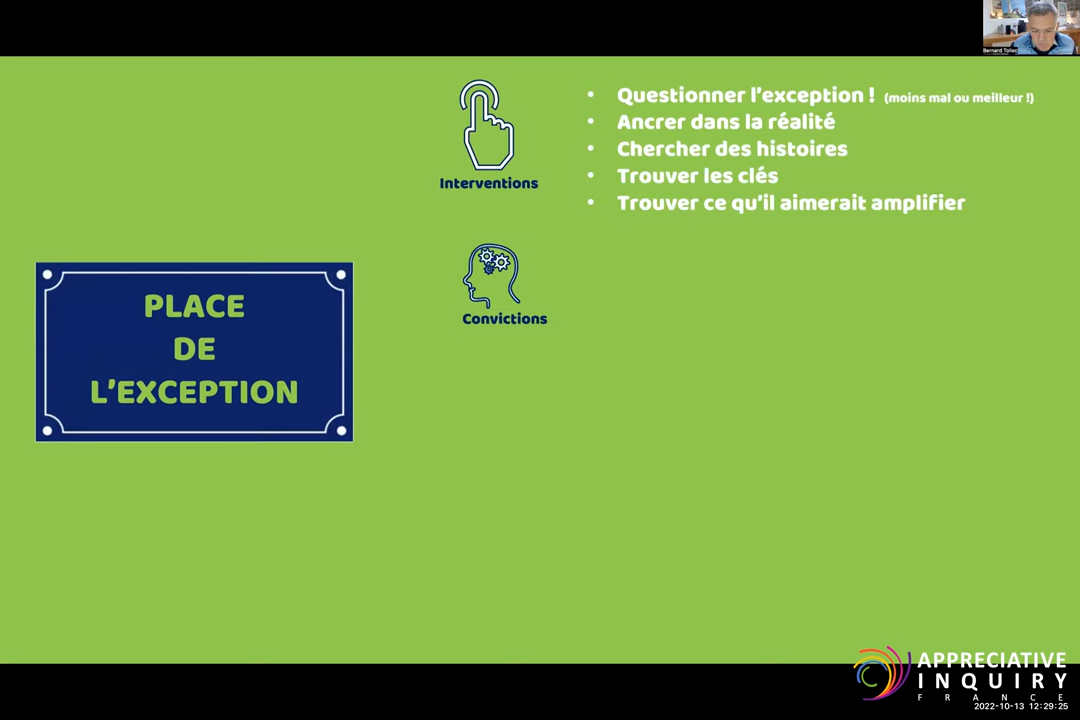 Bernard Tollec
Interventions
• Questionner l'exception ! (moins mal ou meilleur !)
• Ancrer dans la réalité
• Chercher des histoires
• Trouver les clés
• Trouver ce qu'il aimerait amplifier
Convictions
PLACE
DE
L'EXCEPTION
APPRECIATIVE
INQUIRY
FRANCE
2022-10-13 12:29:25